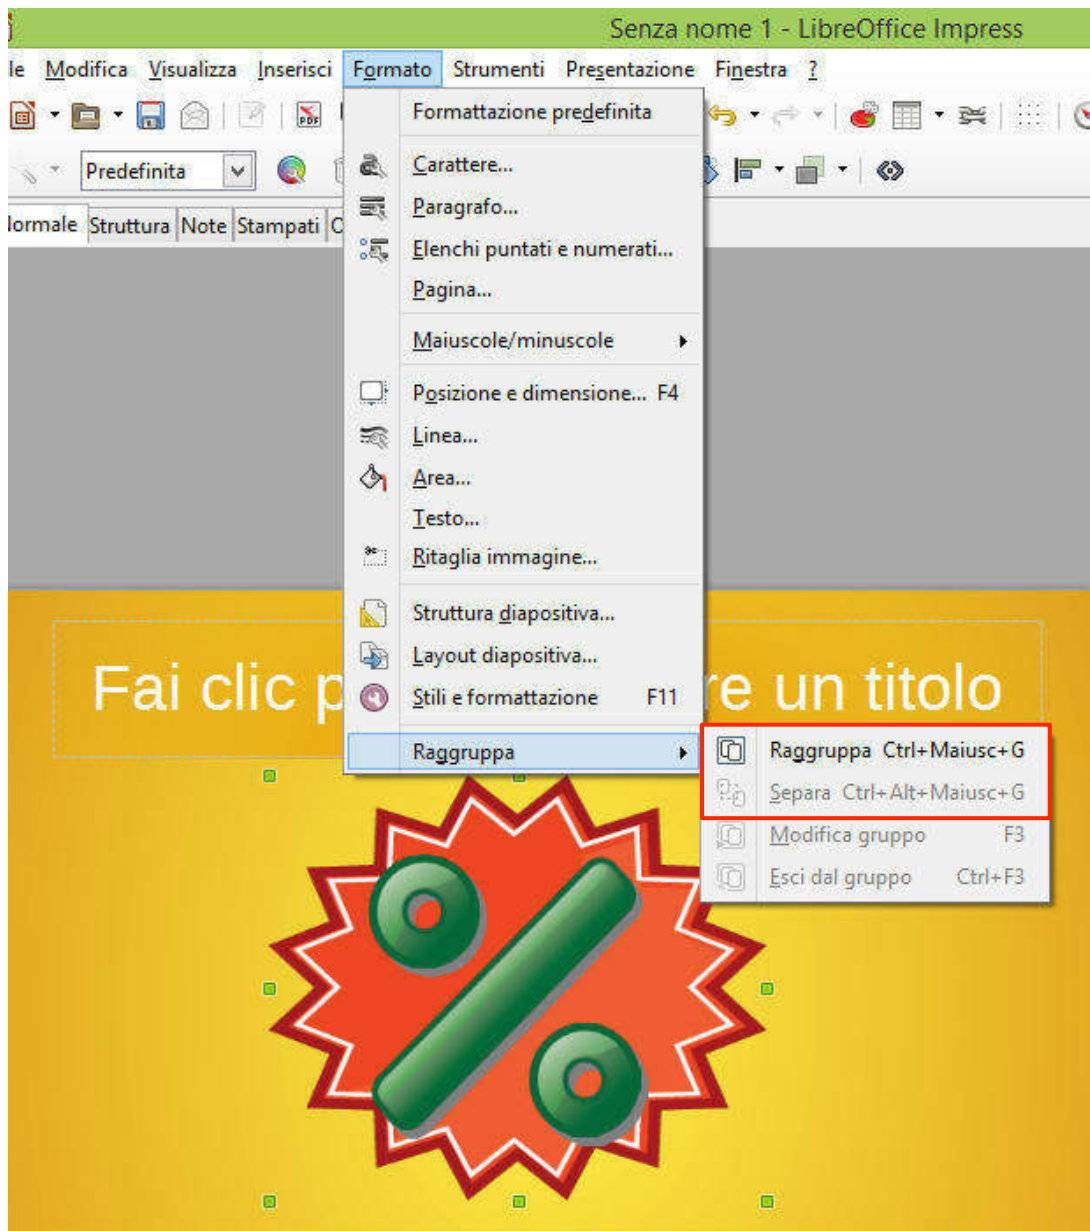 Senza nome 1 - LibreOffice Impress
le Modifica Visualizza Inserisci Formato Strumenti Presentazione Finestra ?
PDF
Predefinita
Normale Struttura Note Stampati
Formattazione predefinita
Carattere...
Paragrafo...
Elenchi puntati e numerati...
Pagina...
Maiuscole/minuscole
Posizione e dimensione... F4
Linea...
Area...
Testo...
Ritaglia immagine...
Struttura diapositiva...
Layout diapositiva...
Stili e formattazione F11
Raggruppa
Raggruppa Ctrl+Maiusc+G
Separa Ctrl+Alt+Maiusc+G
Modifica gruppo F3
Esci dal gruppo Ctrl+F3
Fai clic p re un titolo
%